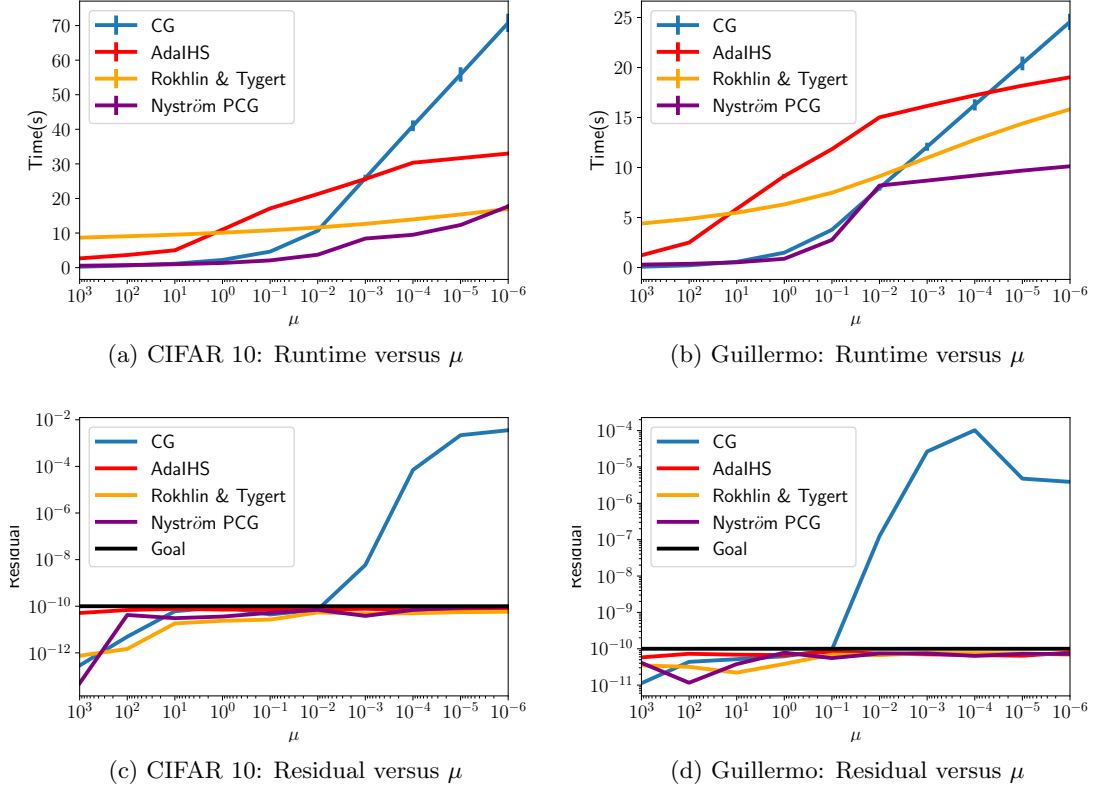 CG
AdaIHS
Rokhlin & Tygert
Nyström PCG
Time(s)
70
60
50
40
30
20
10
0
10^3 10^2 10^1 10^0 10^-1 10^-2 10^-3 10^-4 10^-5 10^-6
μ
(a) CIFAR 10: Runtime versus μ
CG
AdaIHS
Rokhlin & Tygert
Nyström PCG
Time(s)
25
20
15
10
5
0
10^3 10^2 10^1 10^0 10^-1 10^-2 10^-3 10^-4 10^-5 10^-6
μ
(b) Guillermo: Runtime versus μ
CG
AdaIHS
Rokhlin & Tygert
Nyström PCG
Goal
Residual
10^-2
10^-4
10^-6
10^-8
10^-10
10^-12
10^3 10^2 10^1 10^0 10^-1 10^-2 10^-3 10^-4 10^-5 10^-6
μ
(c) CIFAR 10: Residual versus μ
CG
AdaIHS
Rokhlin & Tygert
Nyström PCG
Goal
Residual
10^-4
10^-5
10^-6
10^-7
10^-8
10^-9
10^-10
10^-11
10^3 10^2 10^1 10^0 10^-1 10^-2 10^-3 10^-4 10^-5 10^-6
μ
(d) Guillermo: Residual versus μ